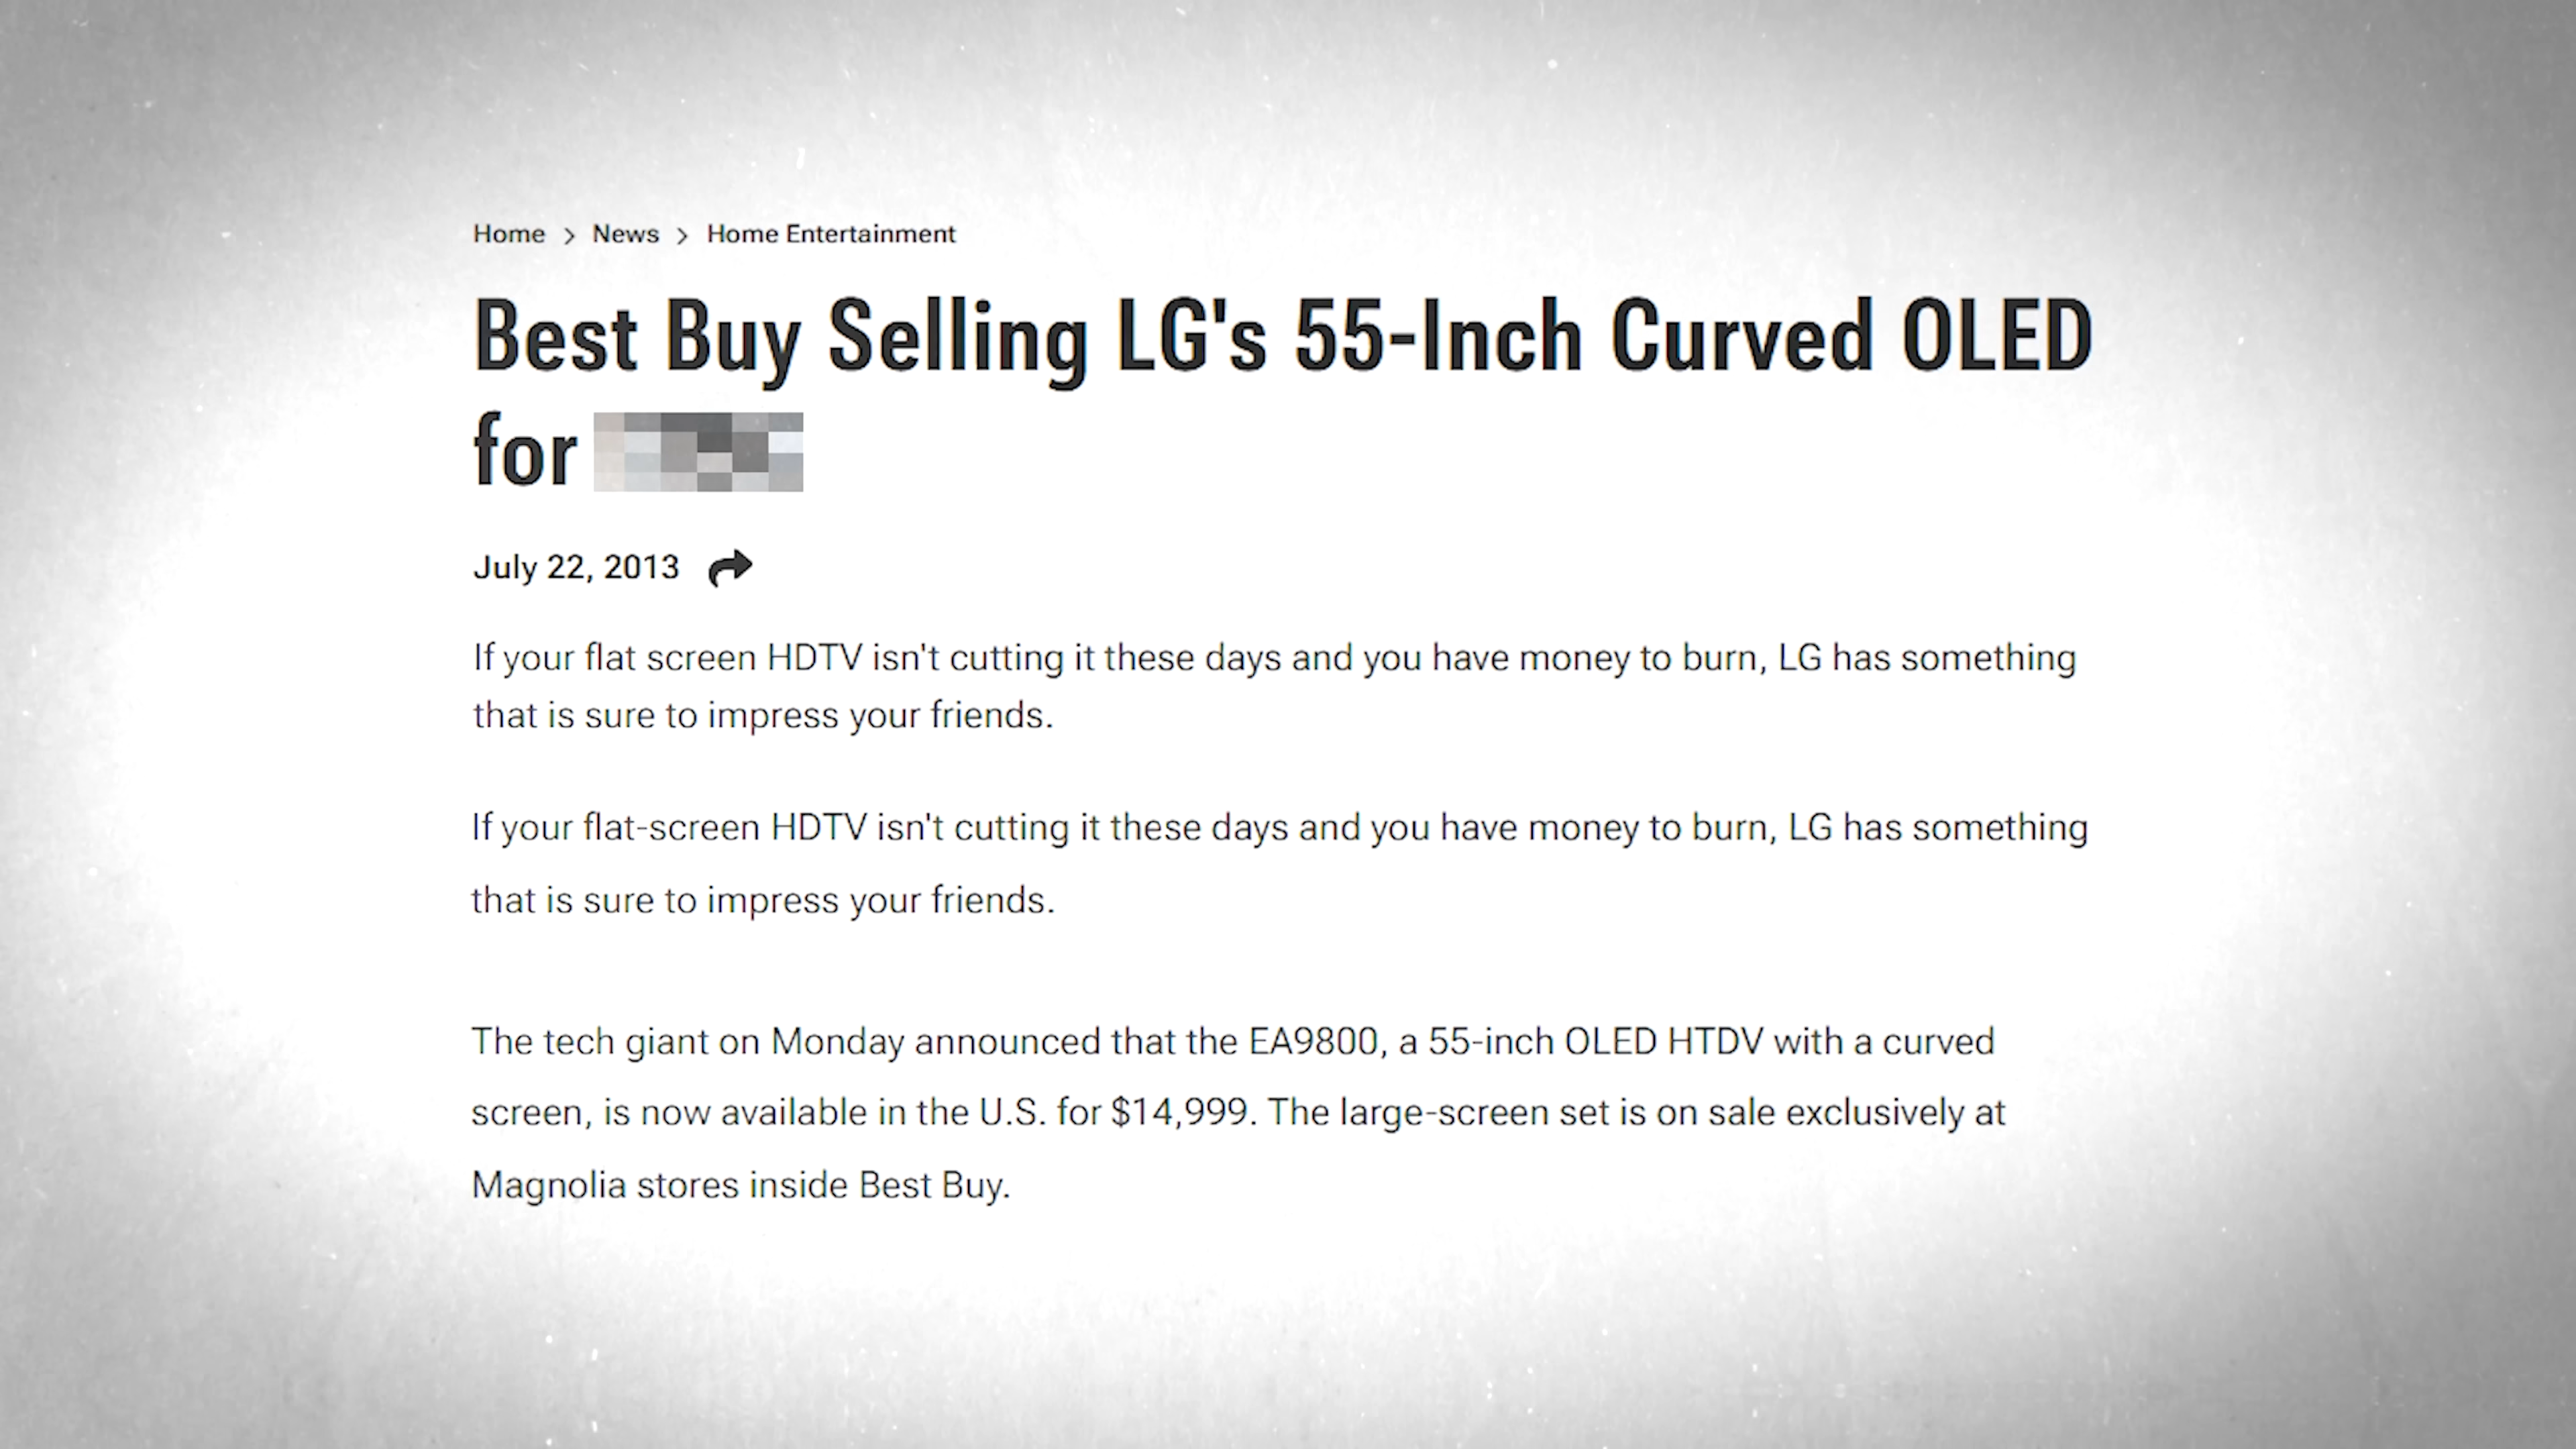 Home > News > Home Entertainment
Best Buy Selling LG's 55-Inch Curved OLED
for
July 22, 2013
If your flat screen HDTV isn't cutting it these days and you have money to burn, LG has something
that is sure to impress your friends.
If your flat-screen HDTV isn't cutting it these days and you have money to burn, LG has something
that is sure to impress your friends.
The tech giant on Monday announced that the EA9800, a 55-inch OLED HTDV with a curved
screen, is now available in the U.S. for $14,999. The large-screen set is on sale exclusively at
Magnolia stores inside Best Buy.